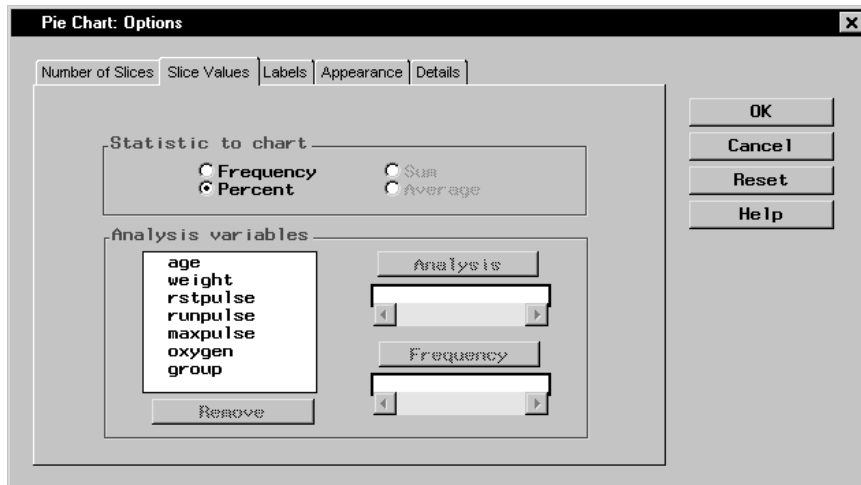 Pie Chart: Options
Number of Slices Slice Values Labels Appearance Details
OK
Cancel
Reset
Help
Statistic to chart
Frequency Sum
Percent Average
Analysis variables
age
weight
rstpulse
runpulse
maxpulse
oxygen
group
Remove
Analysis
Frequency